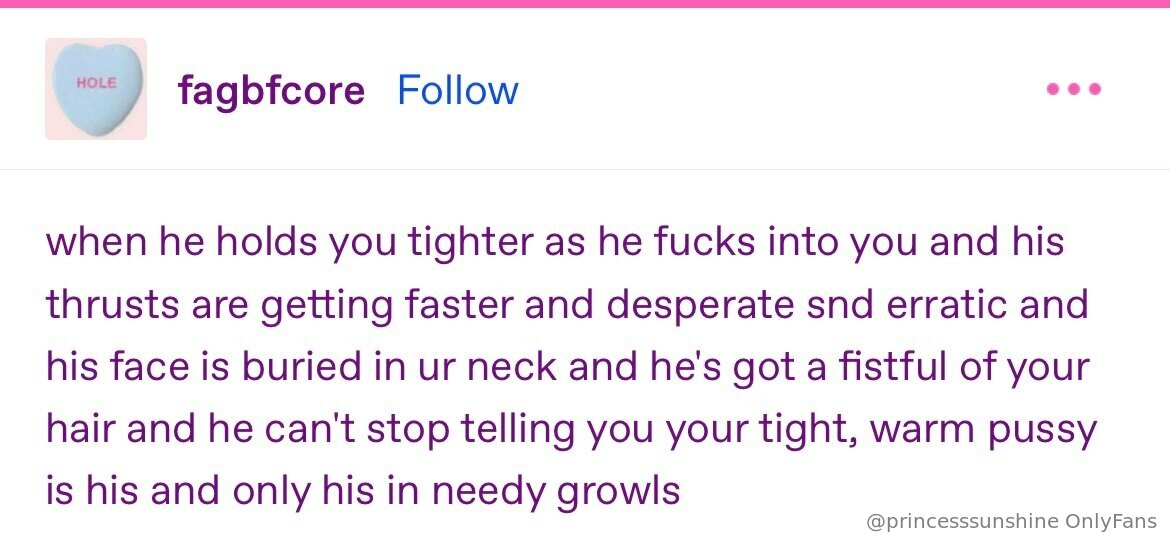 HOLE
fagbfcore Follow
when he holds you tighter as he fucks into you and his
thrusts are getting faster and desperate snd erratic and
his face is buried in ur neck and he's got a fistful of your
hair and he can't stop telling you your tight, warm pussy
is his and only his in needy growls
@princesssunshine OnlyFans